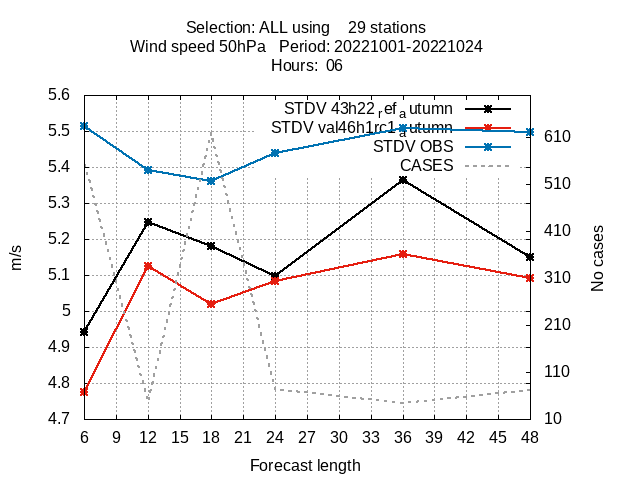 Selection: ALL using    29 stations
Wind speed 50hPa   Period: 20221001-20221024
Hours:  06
STDV 43h22_ref_autumn
STDV val46h1rc1_autumn
STDV OBS
CASES
5.6
5.5
5.4
5.3
5.2
5.1
5
4.9
4.8
4.7
m/s
610
510
410
310
210
110
10
No cases
6 9 12 15 18 21 24 27 30 33 36 39 42 45 48
Forecast length